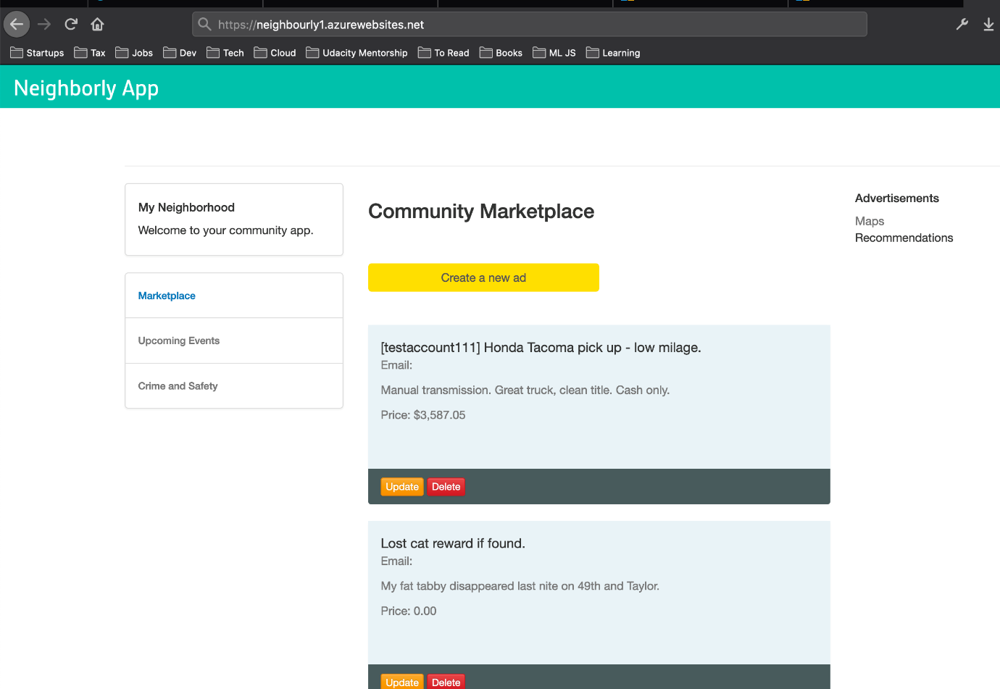 https://neighbourly1.azurewebsites.net
Startups Tax Jobs Dev Tech Cloud Udacity Mentorship To Read Books ML JS Learning
Neighborly App
My Neighborhood
Welcome to your community app.
Marketplace
Upcoming Events
Crime and Safety
Community Marketplace
Create a new ad
[testaccount111] Honda Tacoma pick up - low milage.
Email:
Manual transmission. Great truck, clean title. Cash only.
Price: $3,587.05
Update Delete
Lost cat reward if found.
Email:
My fat tabby disappeared last nite on 49th and Taylor.
Price: 0.00
Update Delete
Advertisements
Maps
Recommendations